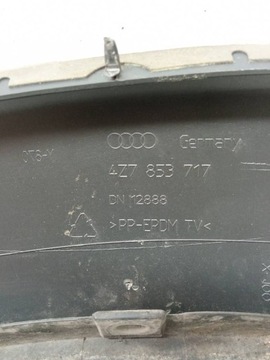 Germany
4Z7 853 717
DN 12888
>PP-EPDM TV<